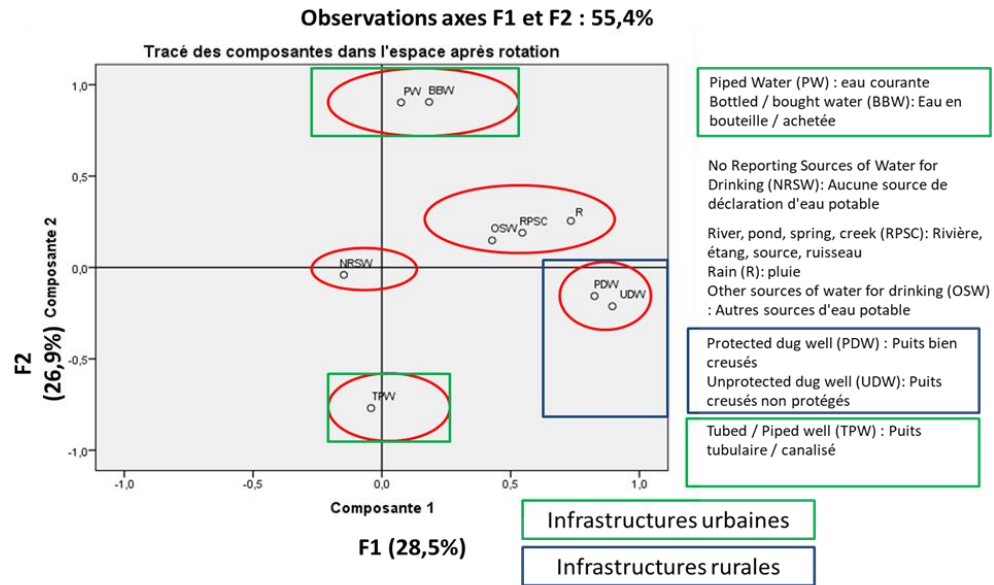 Observations axes F1 et F2 : 55,4%
Tracé des composantes dans l'espace après rotation
1,0
0,5
0,0
-0,5
-1,0
-1,0
-0,5
0,0
0,5
1,0
Composante 2
Composante 1
F2
(26,9%)
F1 (28,5%)
PW
BBW
OSW
RPSC
R
NRSW
PDW
UDW
TPW
Piped Water (PW) : eau courante
Bottled / bought water (BBW): Eau en
bouteille / achetée
No Reporting Sources of Water for
Drinking (NRSW): Aucune source de
déclaration d'eau potable
River, pond, spring, creek (RPSC): Rivière,
étang, source, ruisseau
Rain (R): pluie
Other sources of water for drinking (OSW)
: Autres sources d'eau potable
Protected dug well (PDW) : Puits bien
creusés
Unprotected dug well (UDW): Puits
creusés non protégés
Tubed / Piped well (TPW) : Puits
tubulaire / canalisé
Infrastructures urbaines
Infrastructures rurales